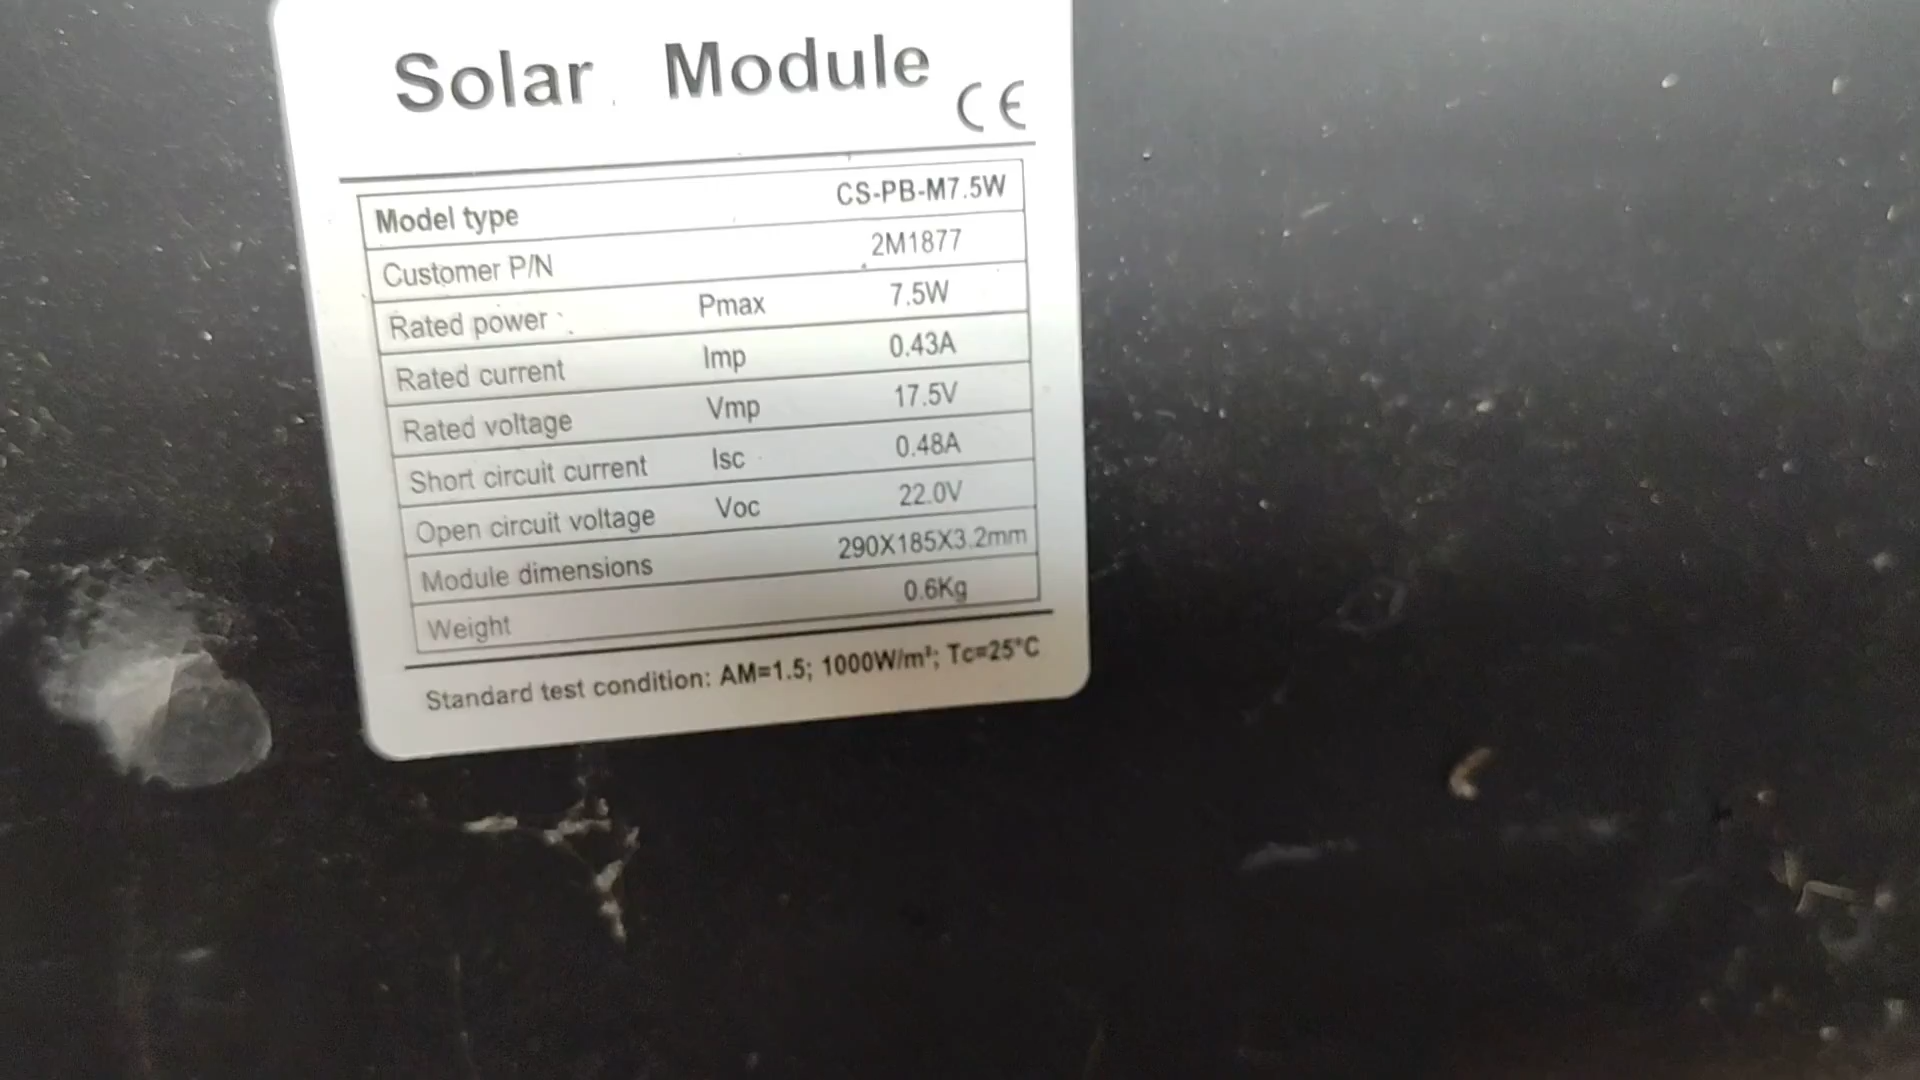 Solar Module
CE
Model type CS-PB-M7.5W
Customer P/N 2M1877
Rated power Pmax 7.5W
Rated current Imp 0.43A
Rated voltage Vmp 17.5V
Short circuit current Isc 0.48A
Open circuit voltage Voc 22.0V
Module dimensions 290X185X3.2mm
Weight 0.6Kg
Standard test condition: AM=1.5; 1000W/m²; Tc=25°C